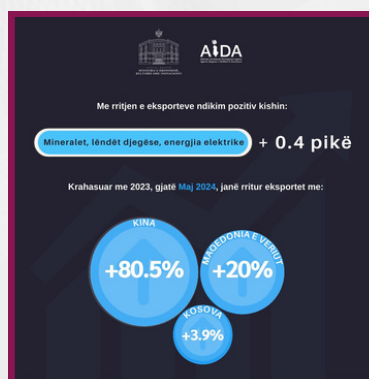 AIDA
Me rritjen e eksporteve ndikim pozitiv kishin:
Mineralet, lëndët djegëse, energjia elektrike + 0.4 pikë
Krahasuar me 2023, gjatë Maj 2024, janë rritur eksportet me:
KINA
+80.5%
MAQEDONIA E VERIUT
+20%
KOSOVA
+3.9%